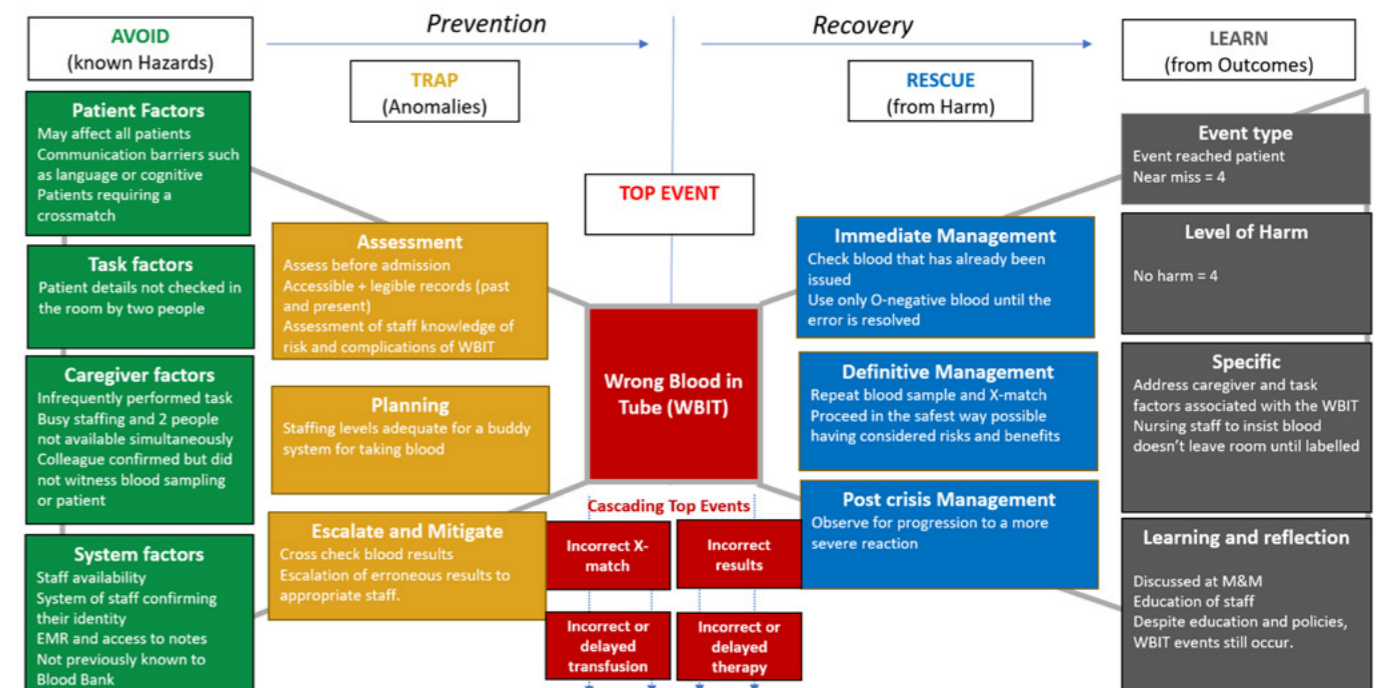 AVOID
(known Hazards)
Prevention
Recovery
LEARN
(from Outcomes)
TRAP
(Anomalies)
RESCUE
(from Harm)
Patient Factors
May affect all patients
Communication barriers such
as language or cognitive
Patients requiring a
crossmatch
Task factors
Patient details not checked in
the room by two people
Caregiver factors
Infrequently performed task
Busy staffing and 2 people
not available simultaneously
Colleague confirmed but did
not witness blood sampling
or patient
System factors
Staff availability
System of staff confirming
their identity
EMR and access to notes
Not previously known to
Blood Bank
Assessment
Assess before admission
Accessible + legible records (past
and present)
Assessment of staff knowledge of
risk and complications of WBIT
Planning
Staffing levels adequate for a buddy
system for taking blood
Escalate and Mitigate
Cross check blood results
Escalation of erroneous results to
appropriate staff.
TOP EVENT
Wrong Blood in
Tube (WBIT)
Cascading Top Events
Incorrect X-
match
Incorrect
results
Incorrect or
delayed
transfusion
Incorrect or
delayed
therapy
Immediate Management
Check blood that has already been
issued
Use only O-negative blood until the
error is resolved
Definitive Management
Repeat blood sample and X-match
Proceed in the safest way possible
having considered risks and benefits
Post crisis Management
Observe for progression to a more
severe reaction
Event type
Event reached patient
Near miss = 4
Level of Harm
No harm = 4
Specific
Address caregiver and task
factors associated with the WBIT
Nursing staff to insist blood
doesn't leave room until labelled
Learning and reflection
Discussed at M&M
Education of staff
Despite education and policies,
WBIT events still occur.